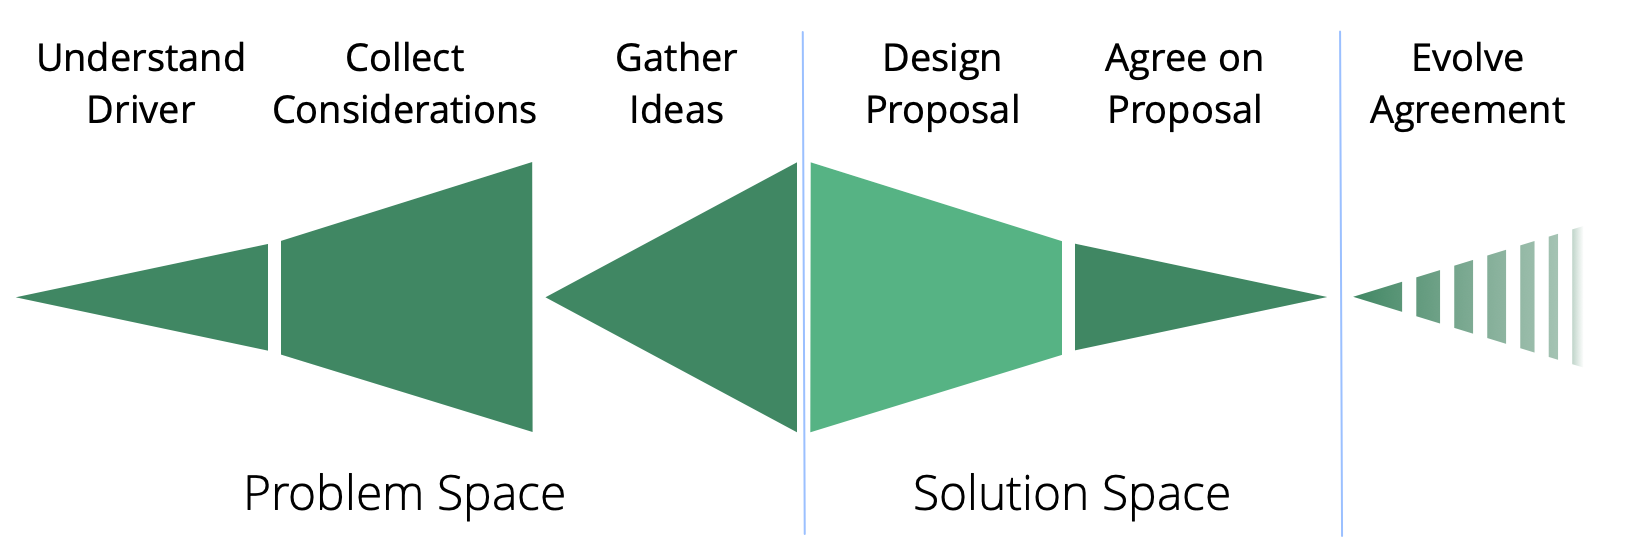 Understand
Driver
Collect
Considerations
Gather
Ideas
Design
Proposal
Agree on
Proposal
Evolve
Agreement
Problem Space
Solution Space